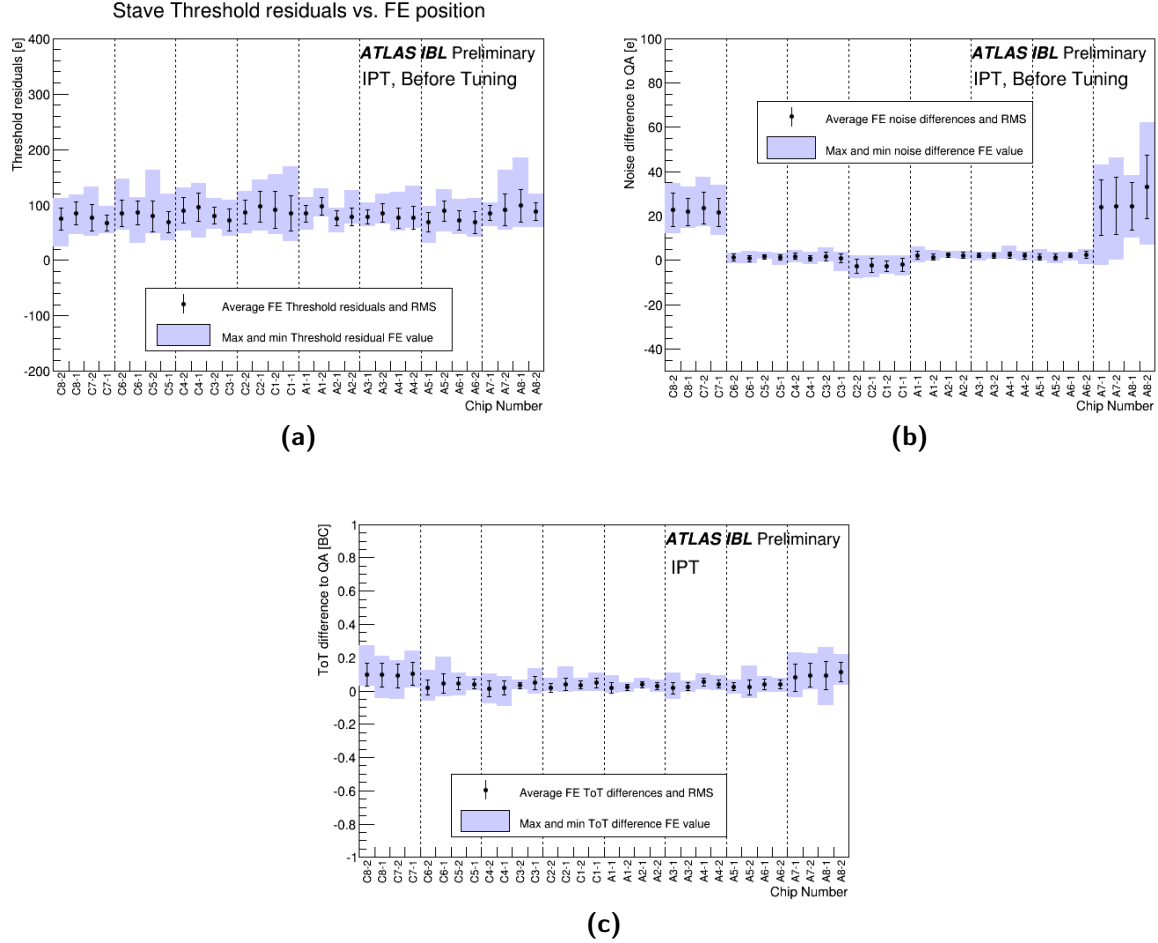 Stave Threshold residuals vs. FE position
Threshold residuals [e]
400
300
200
100
0
-100
-200
ATLAS IBL Preliminary
IPT, Before Tuning
Average FE Threshold residuals and RMS
Max and min Threshold residual FE value
C8-2 C8-1 C7-2 C7-1 C6-2 C6-1 C5-2 C5-1 C4-2 C4-1 C3-2 C3-1 C2-2 C2-1 C1-2 C1-1 A1-1 A1-2 A2-1 A2-2 A3-1 A3-2 A4-1 A4-2 A5-1 A5-2 A6-1 A6-2 A7-1 A7-2 A8-1 A8-2
Chip Number
(a)
Noise difference to QA [e]
100
80
60
40
20
0
-20
-40
ATLAS IBL Preliminary
IPT, Before Tuning
Average FE noise differences and RMS
Max and min noise difference FE value
C8-2 C8-1 C7-2 C7-1 C6-2 C6-1 C5-2 C5-1 C4-2 C4-1 C3-2 C3-1 C2-2 C2-1 C1-2 C1-1 A1-1 A1-2 A2-1 A2-2 A3-1 A3-2 A4-1 A4-2 A5-1 A5-2 A6-1 A6-2 A7-1 A7-2 A8-1 A8-2
Chip Number
(b)
ToT difference to QA [BC]
1
0.8
0.6
0.4
0.2
0
-0.2
-0.4
-0.6
-0.8
-1
ATLAS IBL Preliminary
IPT
Average FE ToT differences and RMS
Max and min ToT difference FE value
C8-2 C8-1 C7-2 C7-1 C6-2 C6-1 C5-2 C5-1 C4-2 C4-1 C3-2 C3-1 C2-2 C2-1 C1-2 C1-1 A1-1 A1-2 A2-1 A2-2 A3-1 A3-2 A4-1 A4-2 A5-1 A5-2 A6-1 A6-2 A7-1 A7-2 A8-1 A8-2
Chip Number
(c)